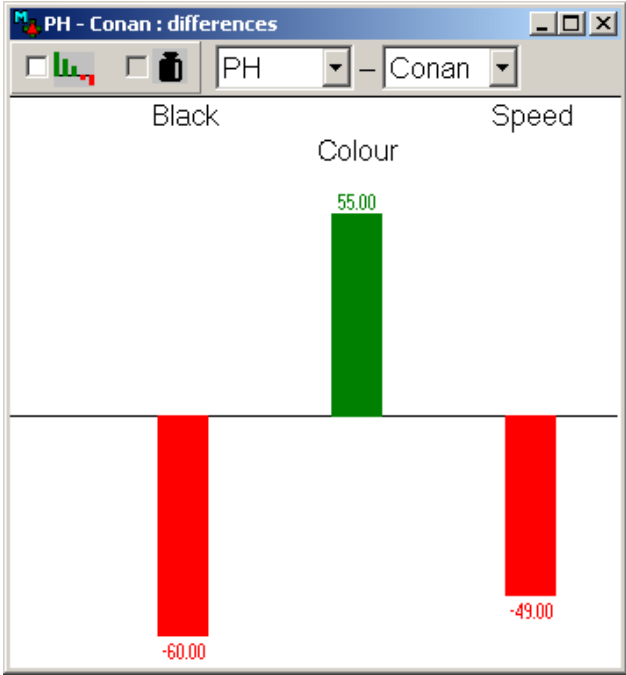 PH - Conan : differences
PH – Conan
Black Speed
Colour
55.00
-49.00
-60.00